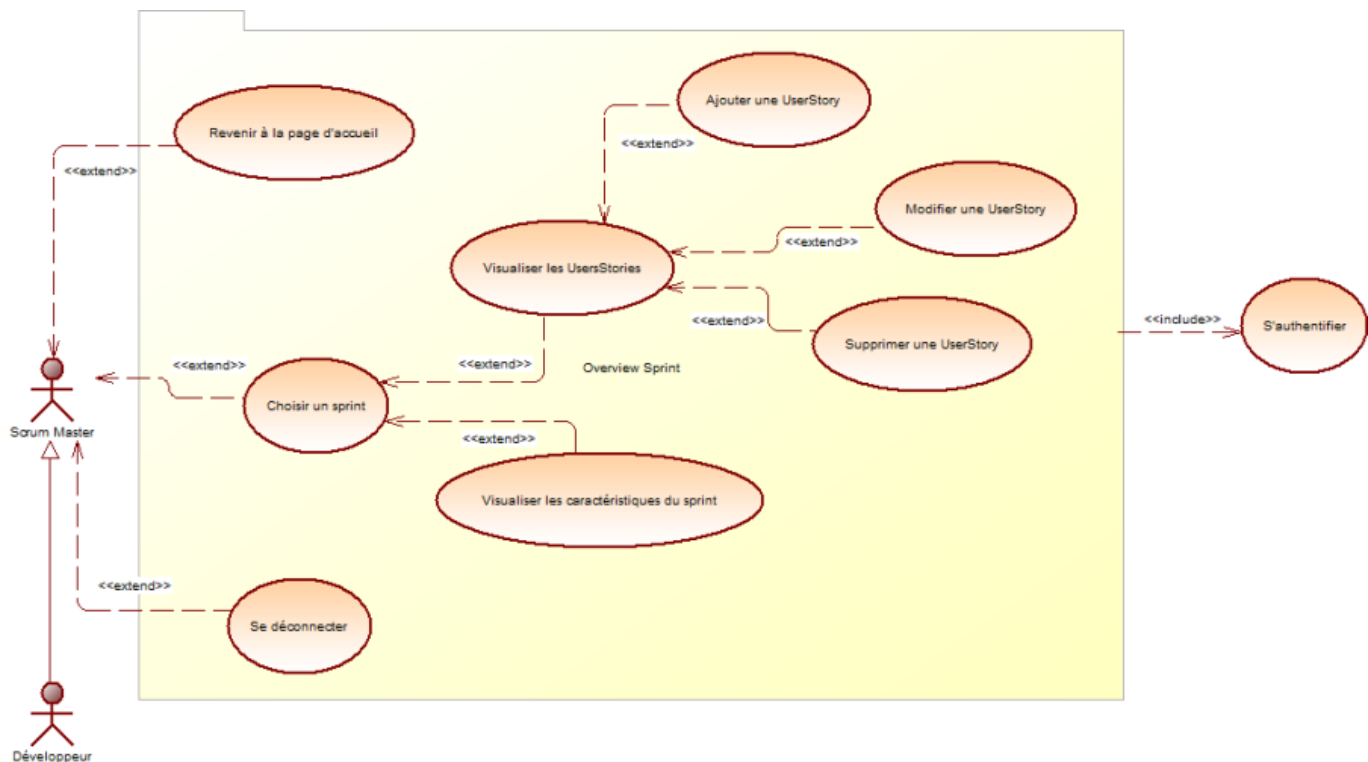 Ajouter une UserStory
Revenir à la page d'accueil
<<extend>>
<<extend>>
Modifier une UserStory
<<extend>>
Visualiser les UsersStories
<<extend>>
<<include>>
S'authentifier
Supprimer une UserStory
<<extend>>
<<extend>>
Overview Sprint
Choisir un sprint
Scrum Master
<<extend>>
Visualiser les caractéristiques du sprint
<<extend>>
Se déconnecter
Développeur